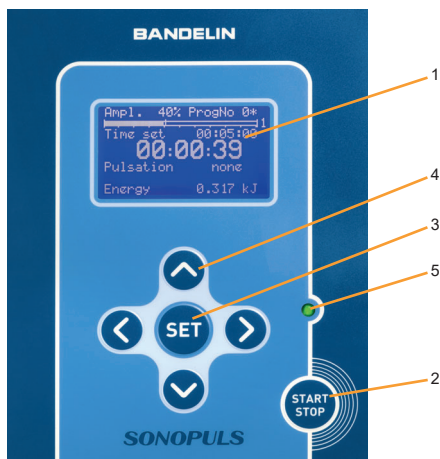 BANDELIN
Ampl. 40% ProgNo 0*
1
Time set 00:05:00
00:00:39
Pulsation none
Energy 0.317 kJ
SET
START
STOP
SONOPULS
1
4
3
5
2